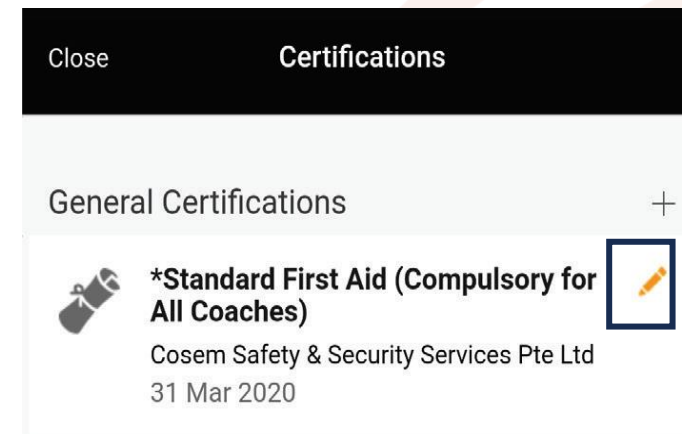 Close
Certifications
General Certifications
*Standard First Aid (Compulsory for
All Coaches)
Cosem Safety & Security Services Pte Ltd
31 Mar 2020